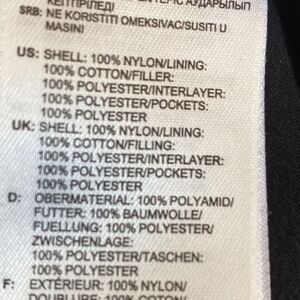 КЕПТІРІЛЕДІ
SRB: NE KORISTITI OMEKSIVAC/SUSITI U
MASINI
US: SHELL: 100% NYLON/LINING:
100% COTTON/FILLER:
100% POLYESTER/INTERLAYER:
100% POLYESTER/POCKETS:
100% POLYESTER
UK: SHELL: 100% NYLON/LINING:
100% COTTON/FILLING:
100% POLYESTER/INTERLAYER:
100% POLYESTER/POCKETS:
100% POLYESTER
D: OBERMATERIAL: 100% POLYAMID/
FUTTER: 100% BAUMWOLLE/
FUELLUNG: 100% POLYESTER/
ZWISCHENLAGE:
100% POLYESTER/TASCHEN:
100% POLYESTER
F: EXTÉRIEUR: 100% NYLON/
DOUBLURE: 100% COTON/